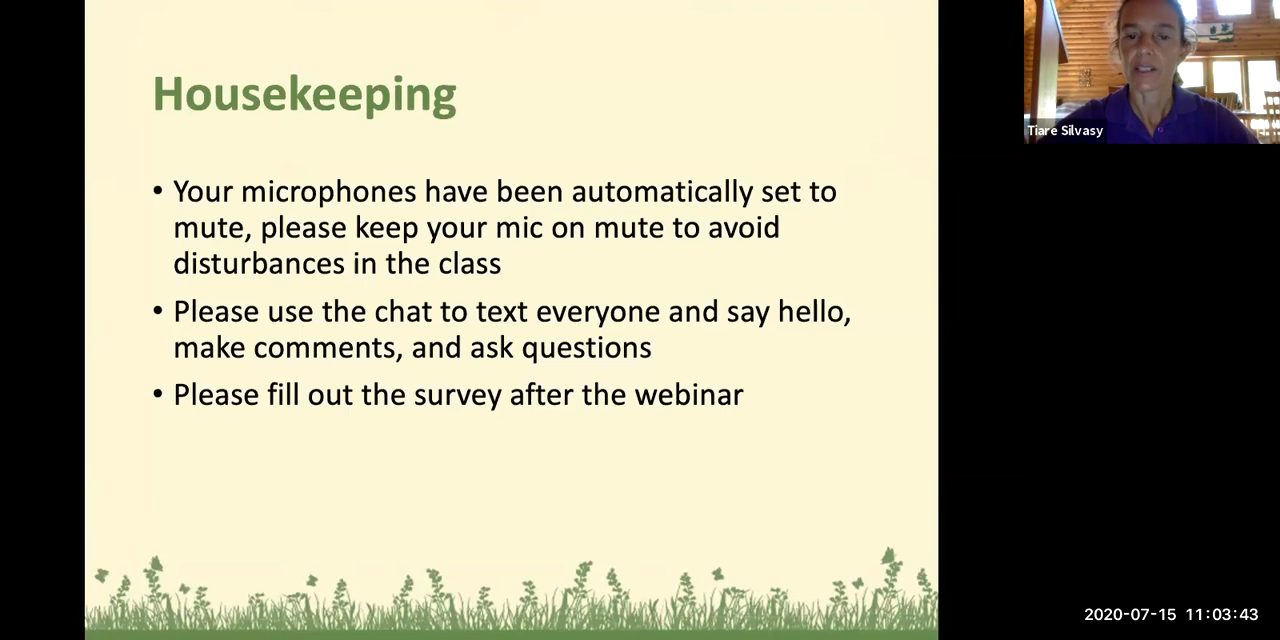 Housekeeping
• Your microphones have been automatically set to
mute, please keep your mic on mute to avoid
disturbances in the class
• Please use the chat to text everyone and say hello,
make comments, and ask questions
• Please fill out the survey after the webinar
Tiare Silvasy
2020-07-15 11:03:43